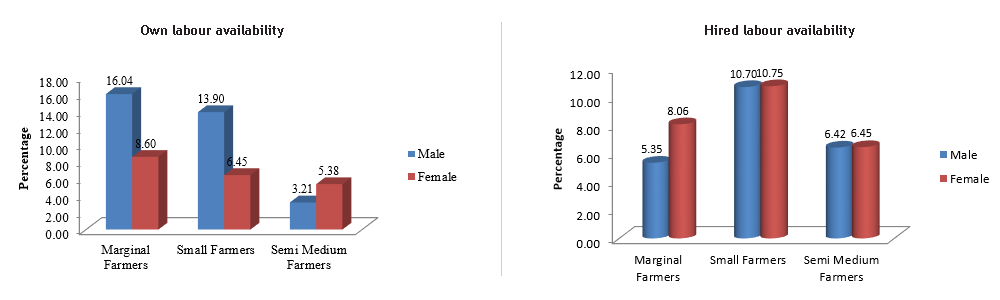 Own labour availability
Percentage
18.00
16.00
14.00
12.00
10.00
8.00
6.00
4.00
2.00
0.00
16.04
8.60
13.90
6.45
3.21
5.38
Marginal
Farmers
Small Farmers
Semi Medium
Farmers
Male
Female
Hired labour availability
Percentage
12.00
10.00
8.00
6.00
4.00
2.00
0.00
5.35
8.06
10.70
10.75
6.42
6.45
Marginal
Farmers
Small Farmers
Semi Medium
Farmers
Male
Female